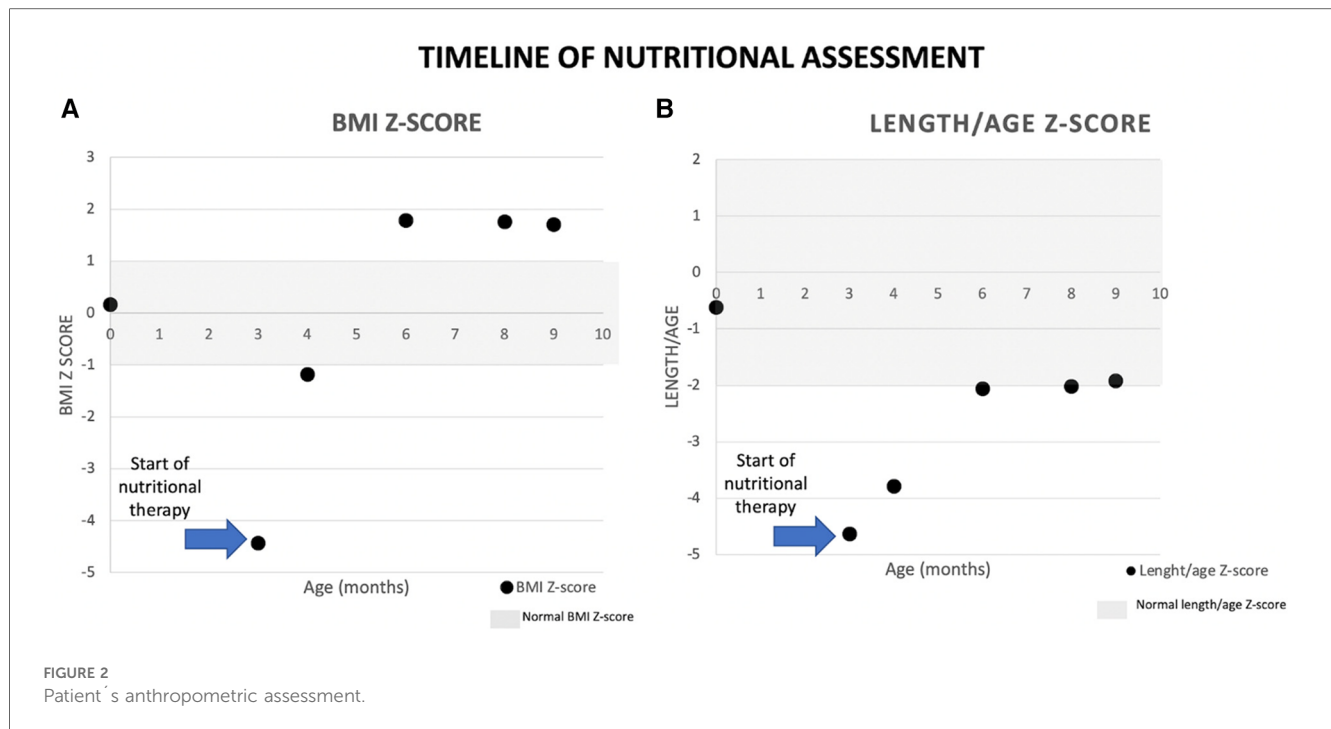 TIMELINE OF NUTRITIONAL ASSESSMENT
A
BMI Z-SCORE
3
2
1
0
-1
-2
-3
-4
-5
0 1 2 3 4 5 6 7 8 9 10
BMI Z SCORE
Start of
nutritional
therapy
Age (months)
BMI Z-score
Normal BMI Z-score
B
LENGTH/AGE Z-SCORE
2
1
0
-1
-2
-3
-4
-5
0 1 2 3 4 5 6 7 8 9 10
LENGTH/AGE
Start of
nutritional
therapy
Age (months)
Lenght/age Z-score
Normal length/age Z-score
FIGURE 2
Patient´s anthropometric assessment.